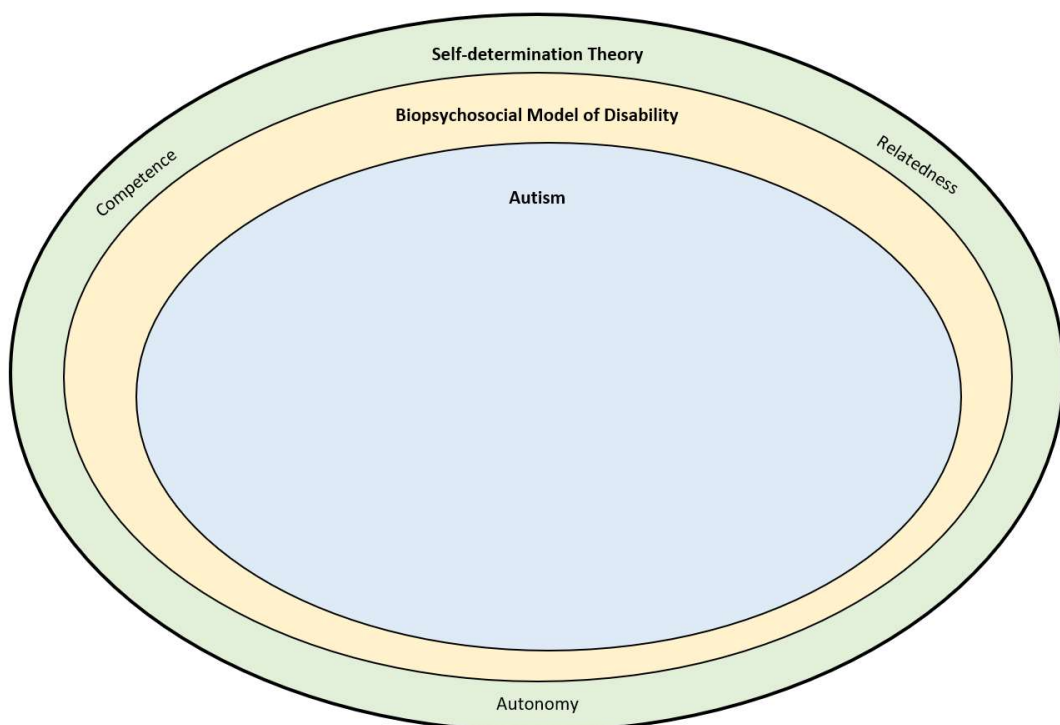 Self-determination Theory
Biopsychosocial Model of Disability
Competence
Relatedness
Autism
Autonomy